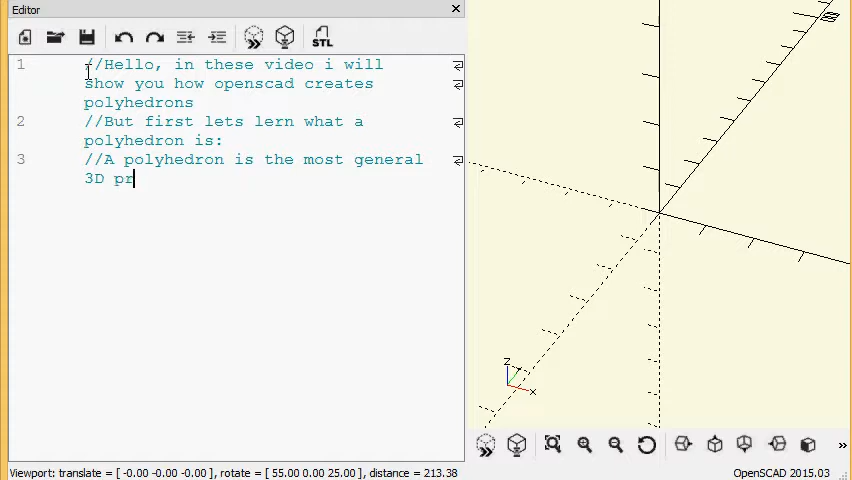 Editor
STL
1 //Hello, in these video i will
show you how openscad creates
polyhedrons
2 //But first lets lern what a
polyhedron is:
3 //A polyhedron is the most general
3D pr
Z
X
Viewport: translate = [ -0.00 -0.00 -0.00 ], rotate = [ 55.00 0.00 25.00 ], distance = 213.38
OpenSCAD 2015.03